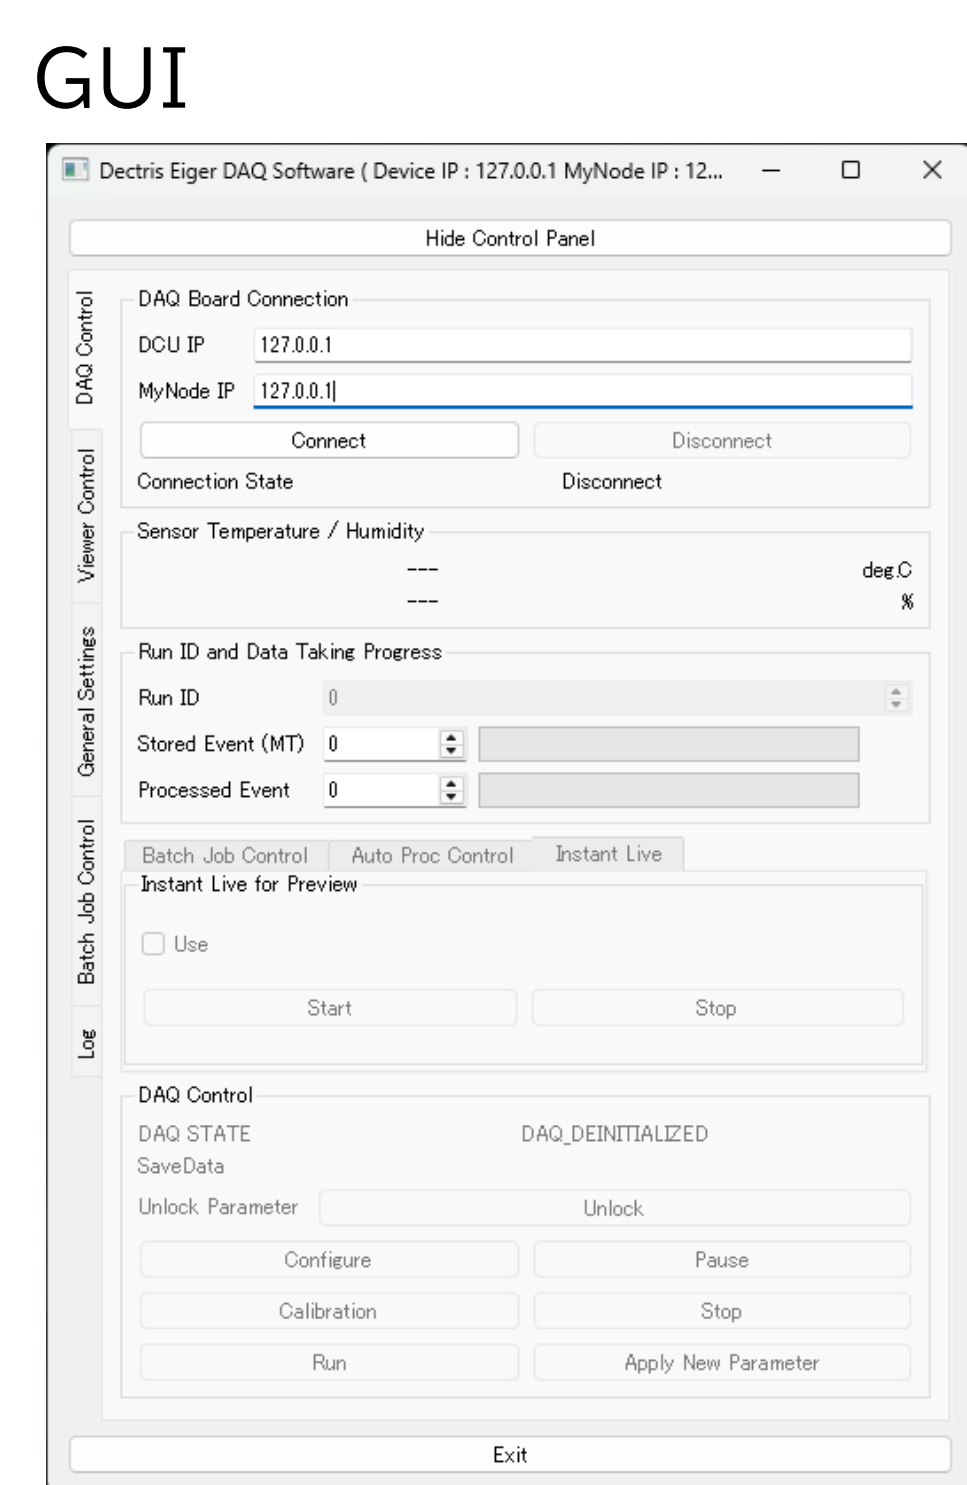 GUI
Dectris Eiger DAQ Software ( Device IP : 127.0.0.1 MyNode IP : 12...
Hide Control Panel
DAQ Control
Viewer Control
General Settings
Batch Job Control
Log
DAQ Board Connection
DCU IP 127.0.0.1
MyNode IP 127.0.0.1
Connect Disconnect
Connection State Disconnect
Sensor Temperature / Humidity
--- deg.C
--- %
Run ID and Data Taking Progress
Run ID 0
Stored Event (MT) 0
Processed Event 0
Batch Job Control Auto Proc Control Instant Live
Instant Live for Preview
Use
Start Stop
DAQ Control
DAQ STATE DAQ_DEINITIALIZED
SaveData
Unlock Parameter Unlock
Configure Pause
Calibration Stop
Run Apply New Parameter
Exit